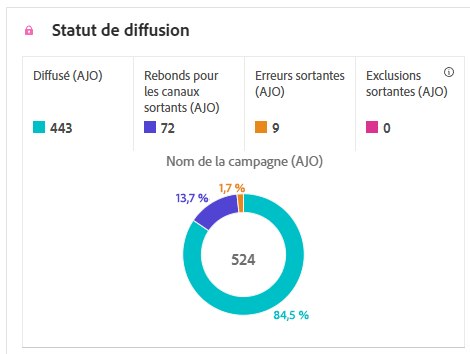 Statut de diffusion
Diffusé (AJO)
443
Rebonds pour
les canaux
sortants (AJO)
72
Erreurs sortantes
(AJO)
9
Exclusions
sortantes (AJO)
0
Nom de la campagne (AJO)
1,7 %
13,7 %
524
84,5 %